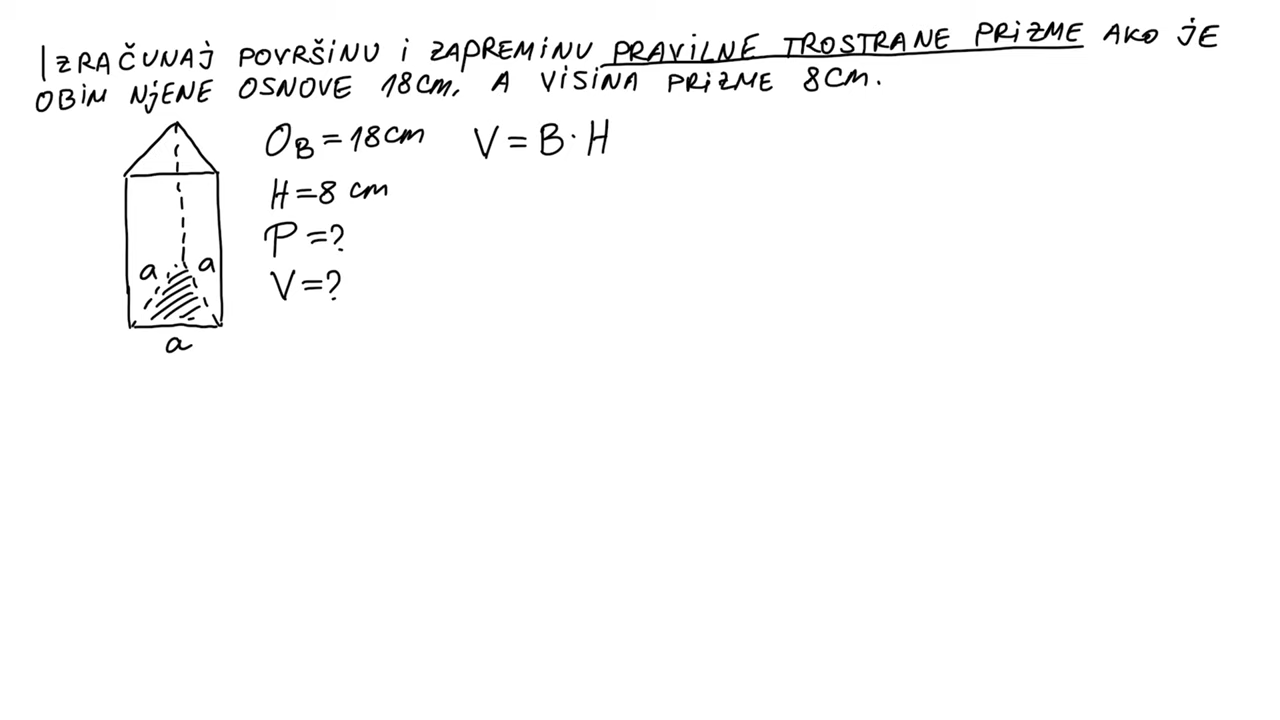 IZRAČUNAJ POVRŠINU I ZAPREMINU PRAVILNE TROSTRANE PRIZME AKO JE
OBIM NJENE OSNOVE 18cm, A VISINA PRIZME 8CM.
O_B = 18cm V = B · H
H = 8 cm
P = ?
V = ?
a a
a